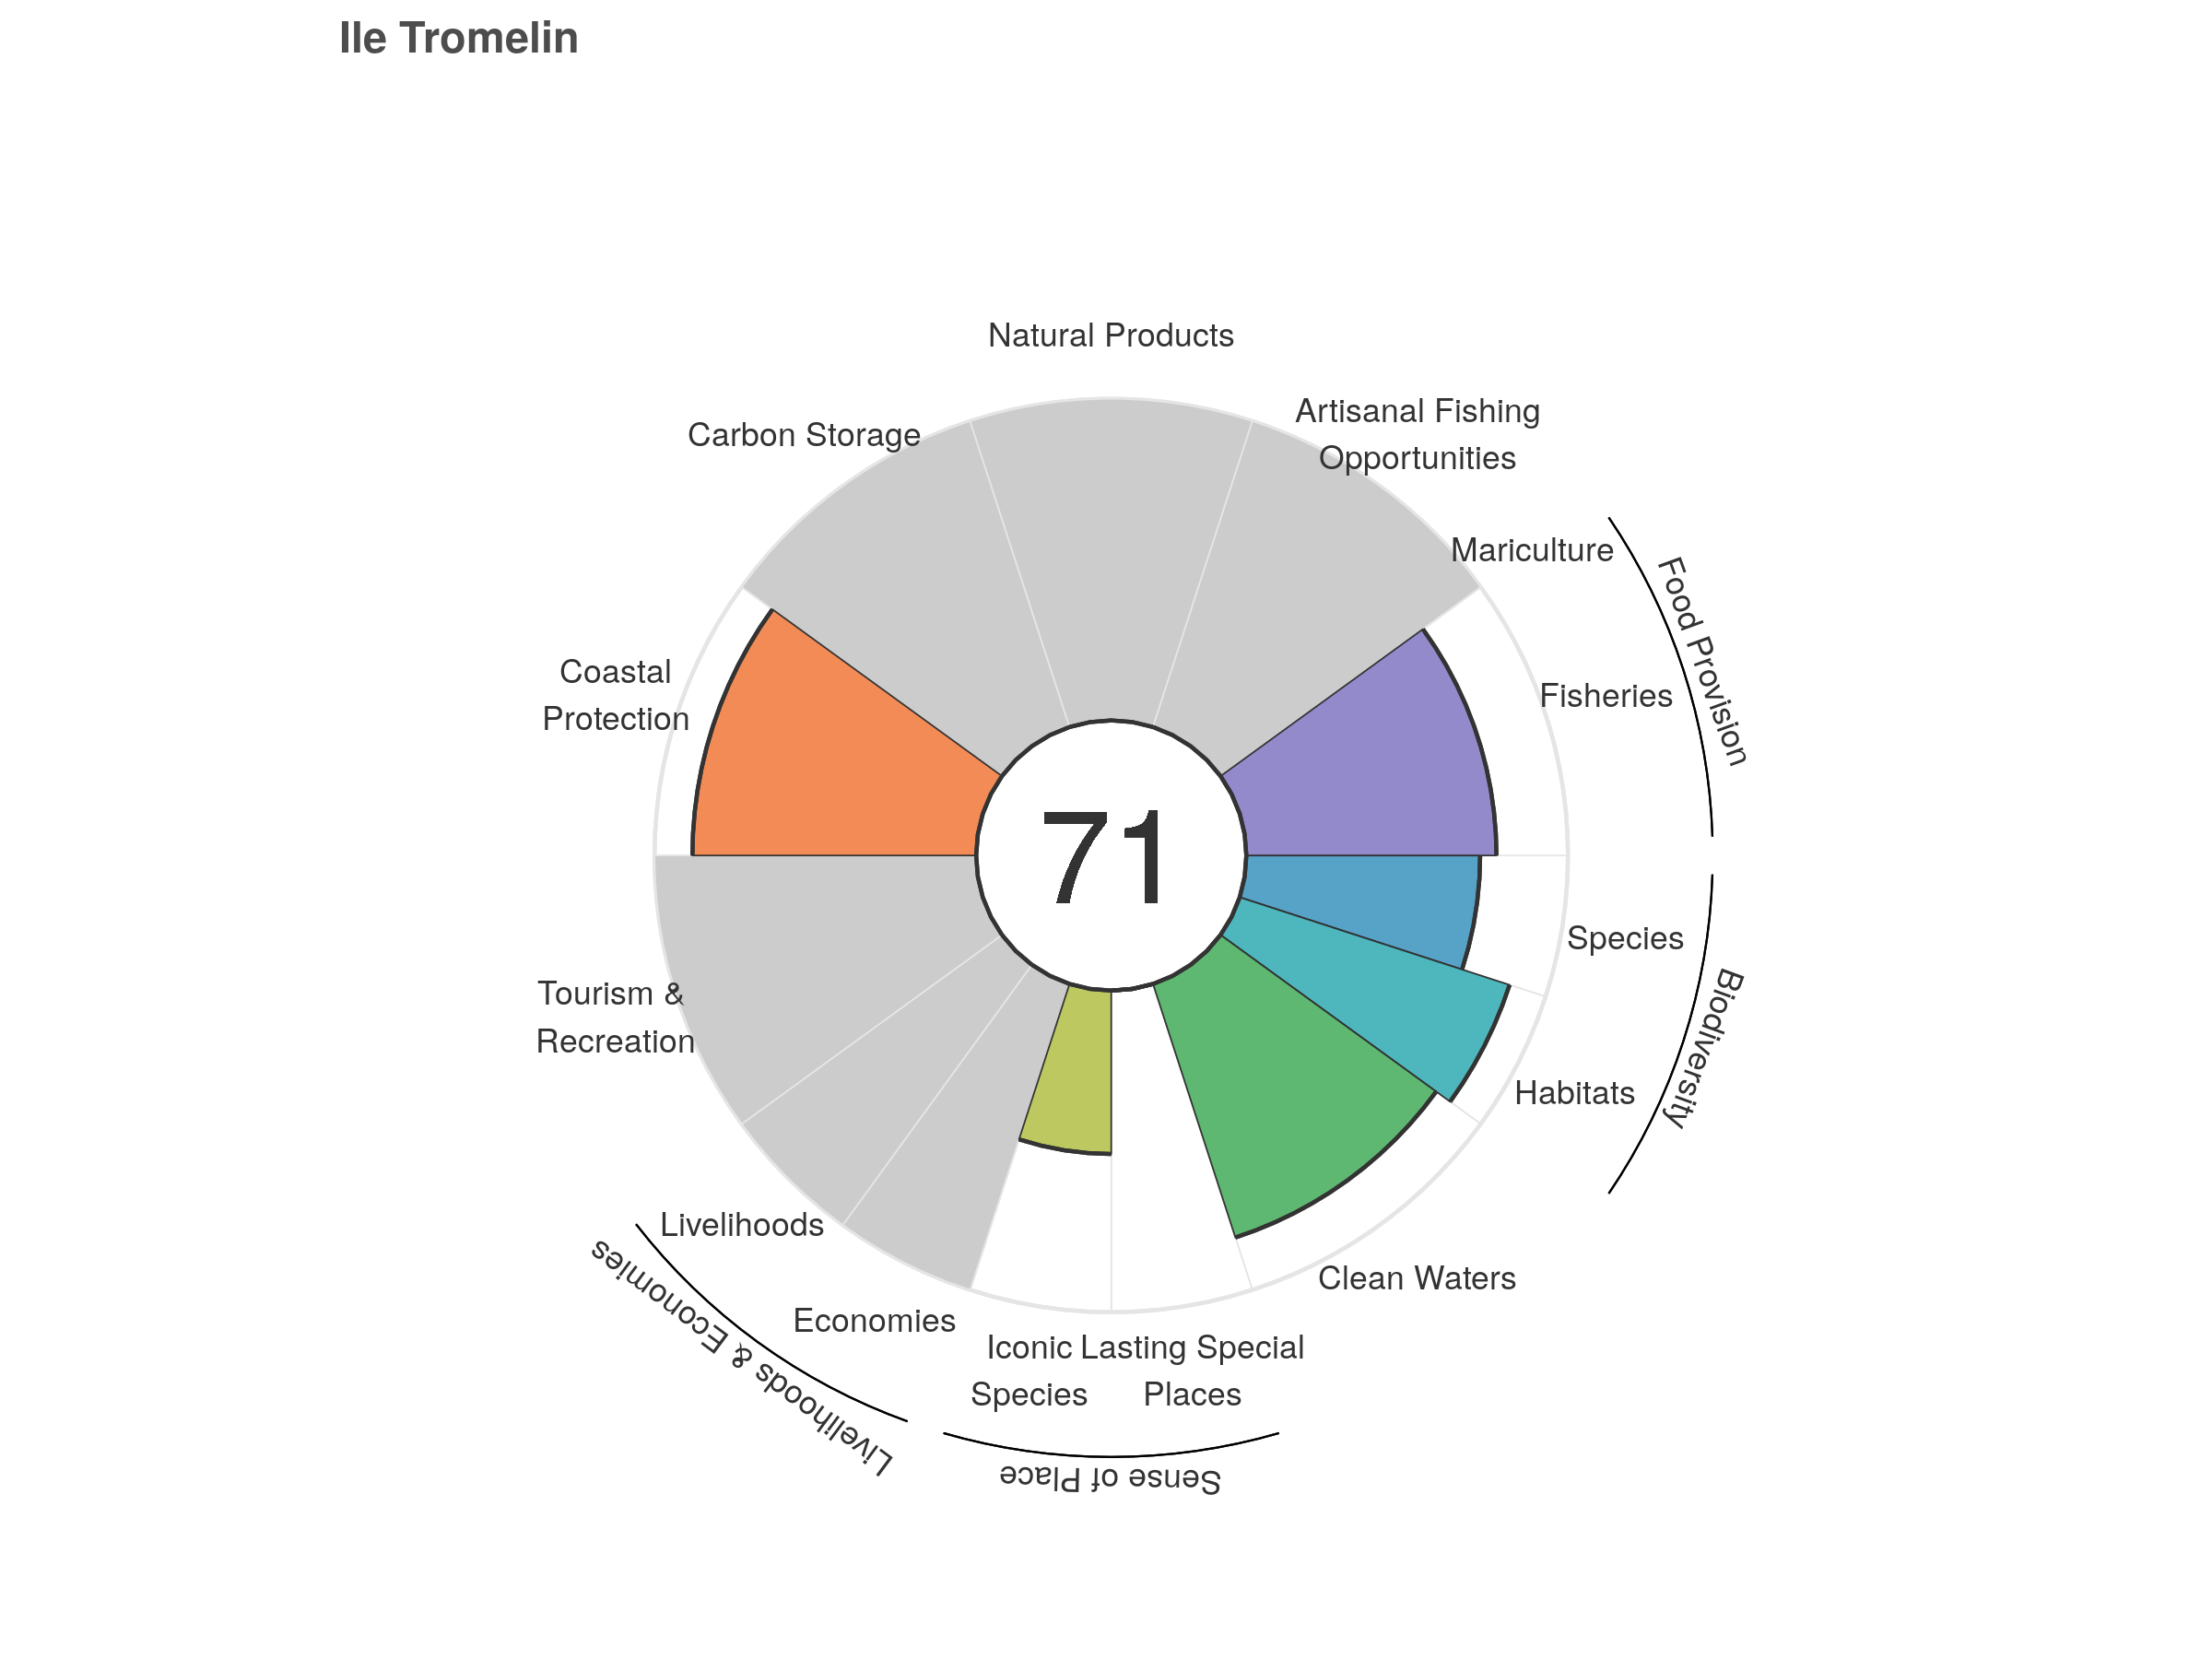 Ile Tromelin
Natural Products
Artisanal Fishing
Opportunities
Carbon Storage
Mariculture
Food Provision
Fisheries
Coastal
Protection
71
Species
Biodiversity
Tourism &
Recreation
Habitats
Livelihoods
Clean Waters
Livelihoods & Economies
Economies
Iconic
Species
Lasting Special
Places
Sense of Place